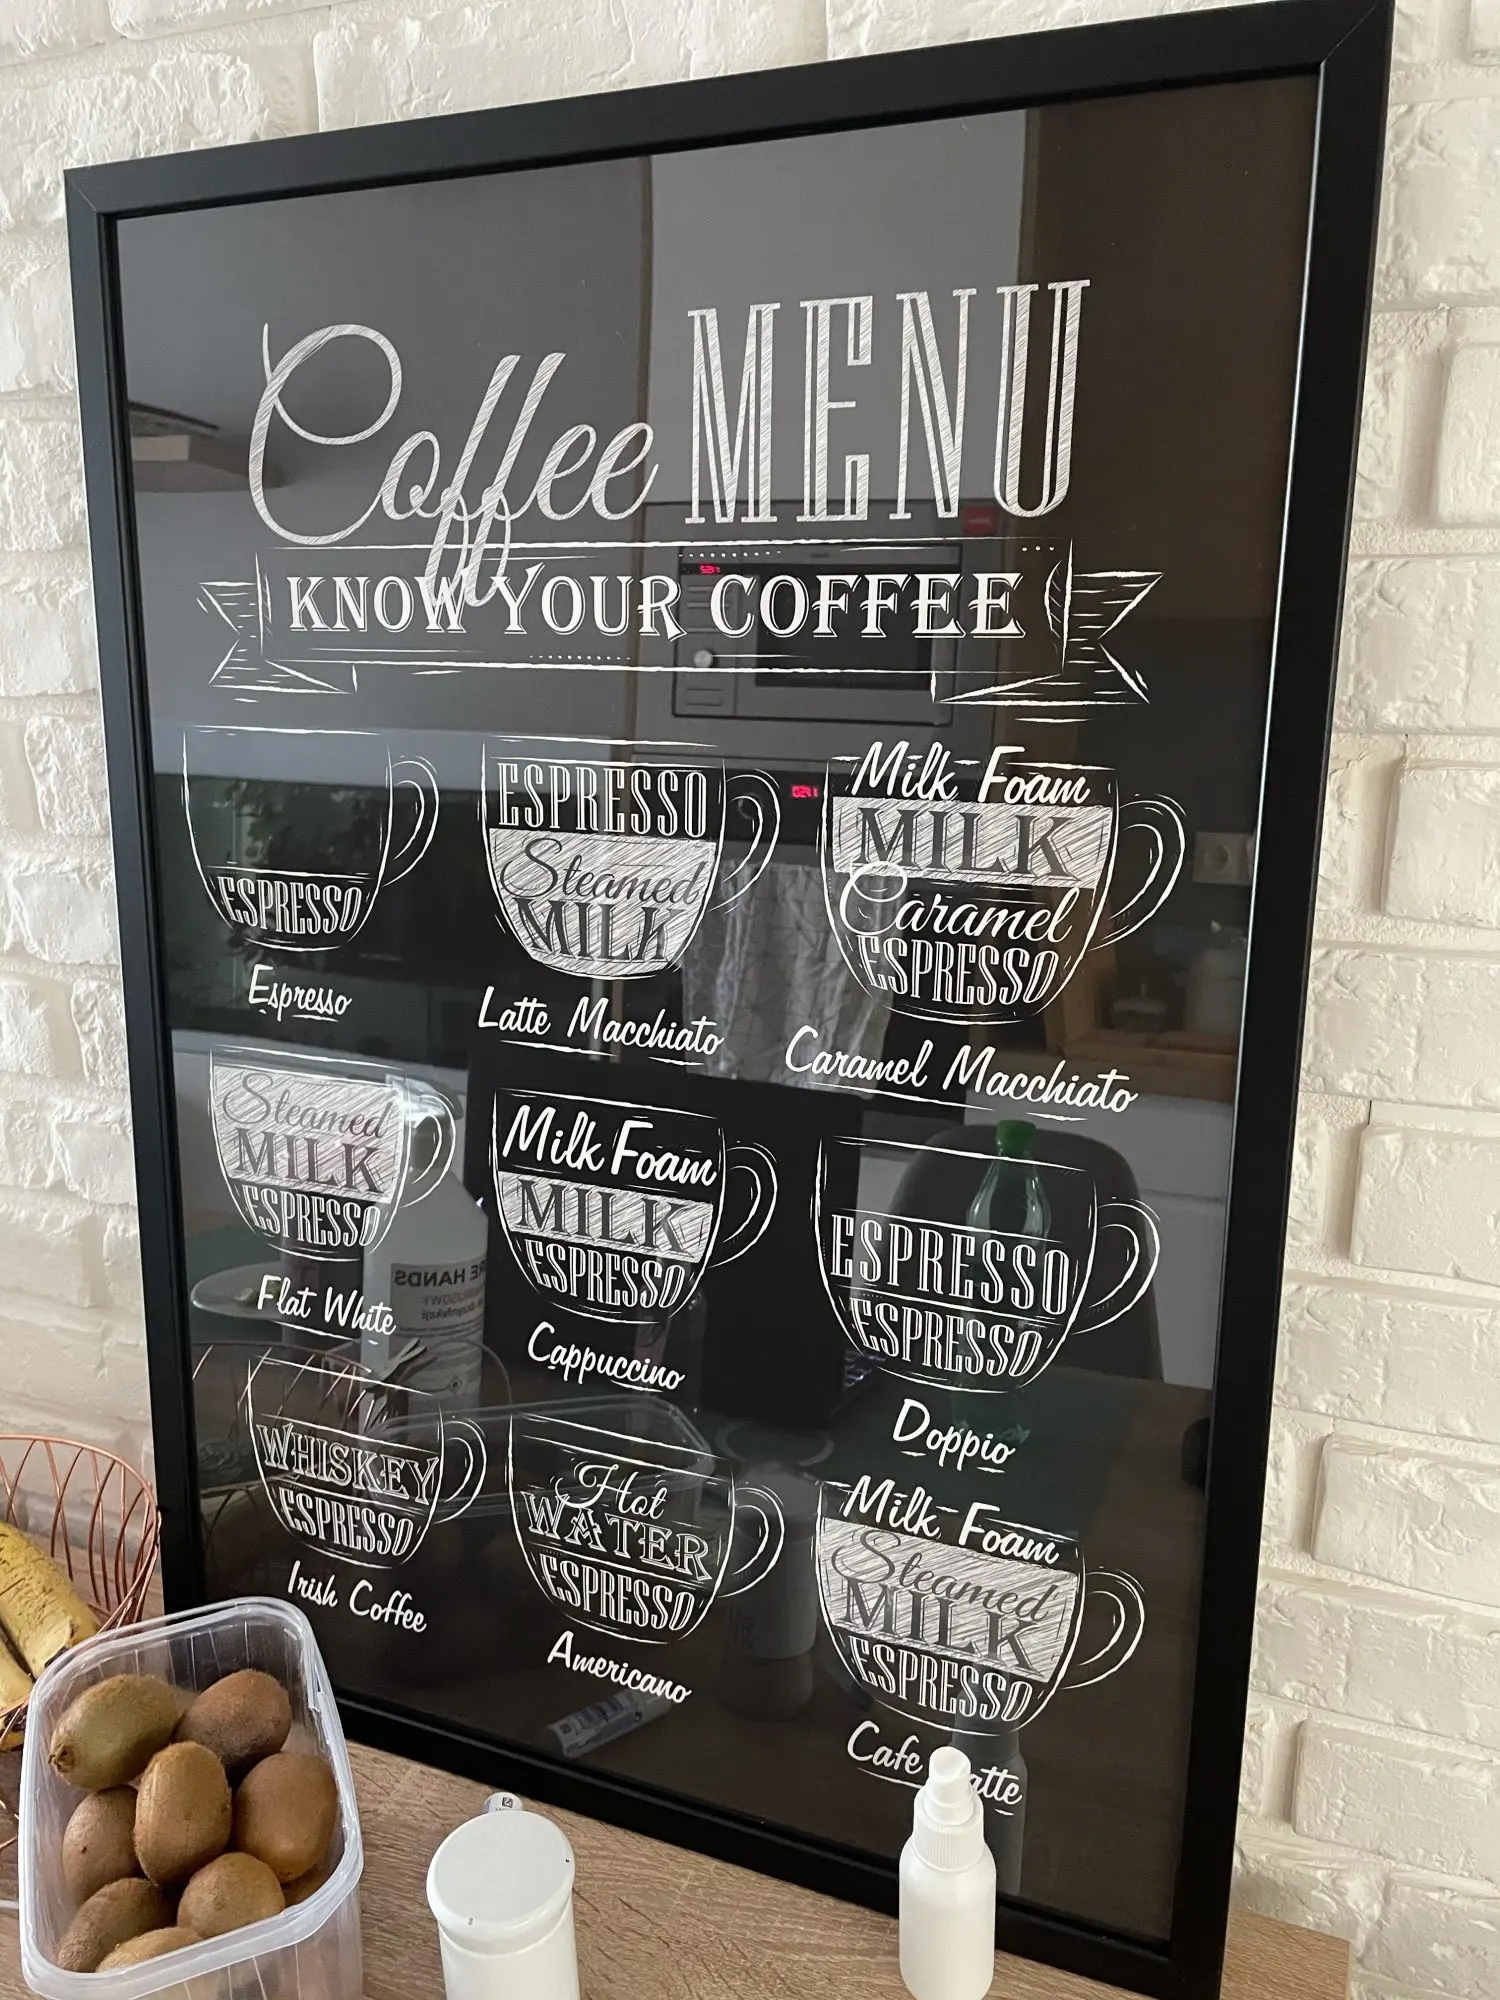 Coffee MENU
KNOW YOUR COFFEE
ESPRESSO
Espresso
ESPRESSO
Steamed
MILK
Latte Macchiato
Milk Foam
MILK
Caramel
ESPRESSO
Caramel Macchiato
Steamed
MILK
ESPRESSO
Flat White
Milk Foam
MILK
ESPRESSO
Cappuccino
ESPRESSO
ESPRESSO
Doppio
WHISKEY
ESPRESSO
Irish Coffee
Hot
WATER
ESPRESSO
Americano
Milk Foam
Steamed
MILK
ESPRESSO
Cafe atte